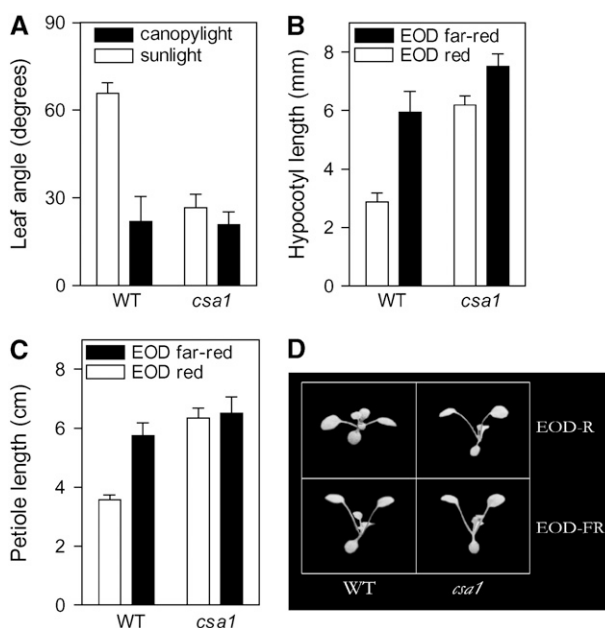 A
canopylight
sunlight
Leaf angle (degrees)
90
60
30
0
WT
csa1
B
EOD far-red
EOD red
Hypocotyl length (mm)
8
6
4
2
0
WT
csa1
C
EOD far-red
EOD red
Petiole length (cm)
8
6
4
2
0
WT
csa1
D
EOD-R
EOD-FR
WT
csa1